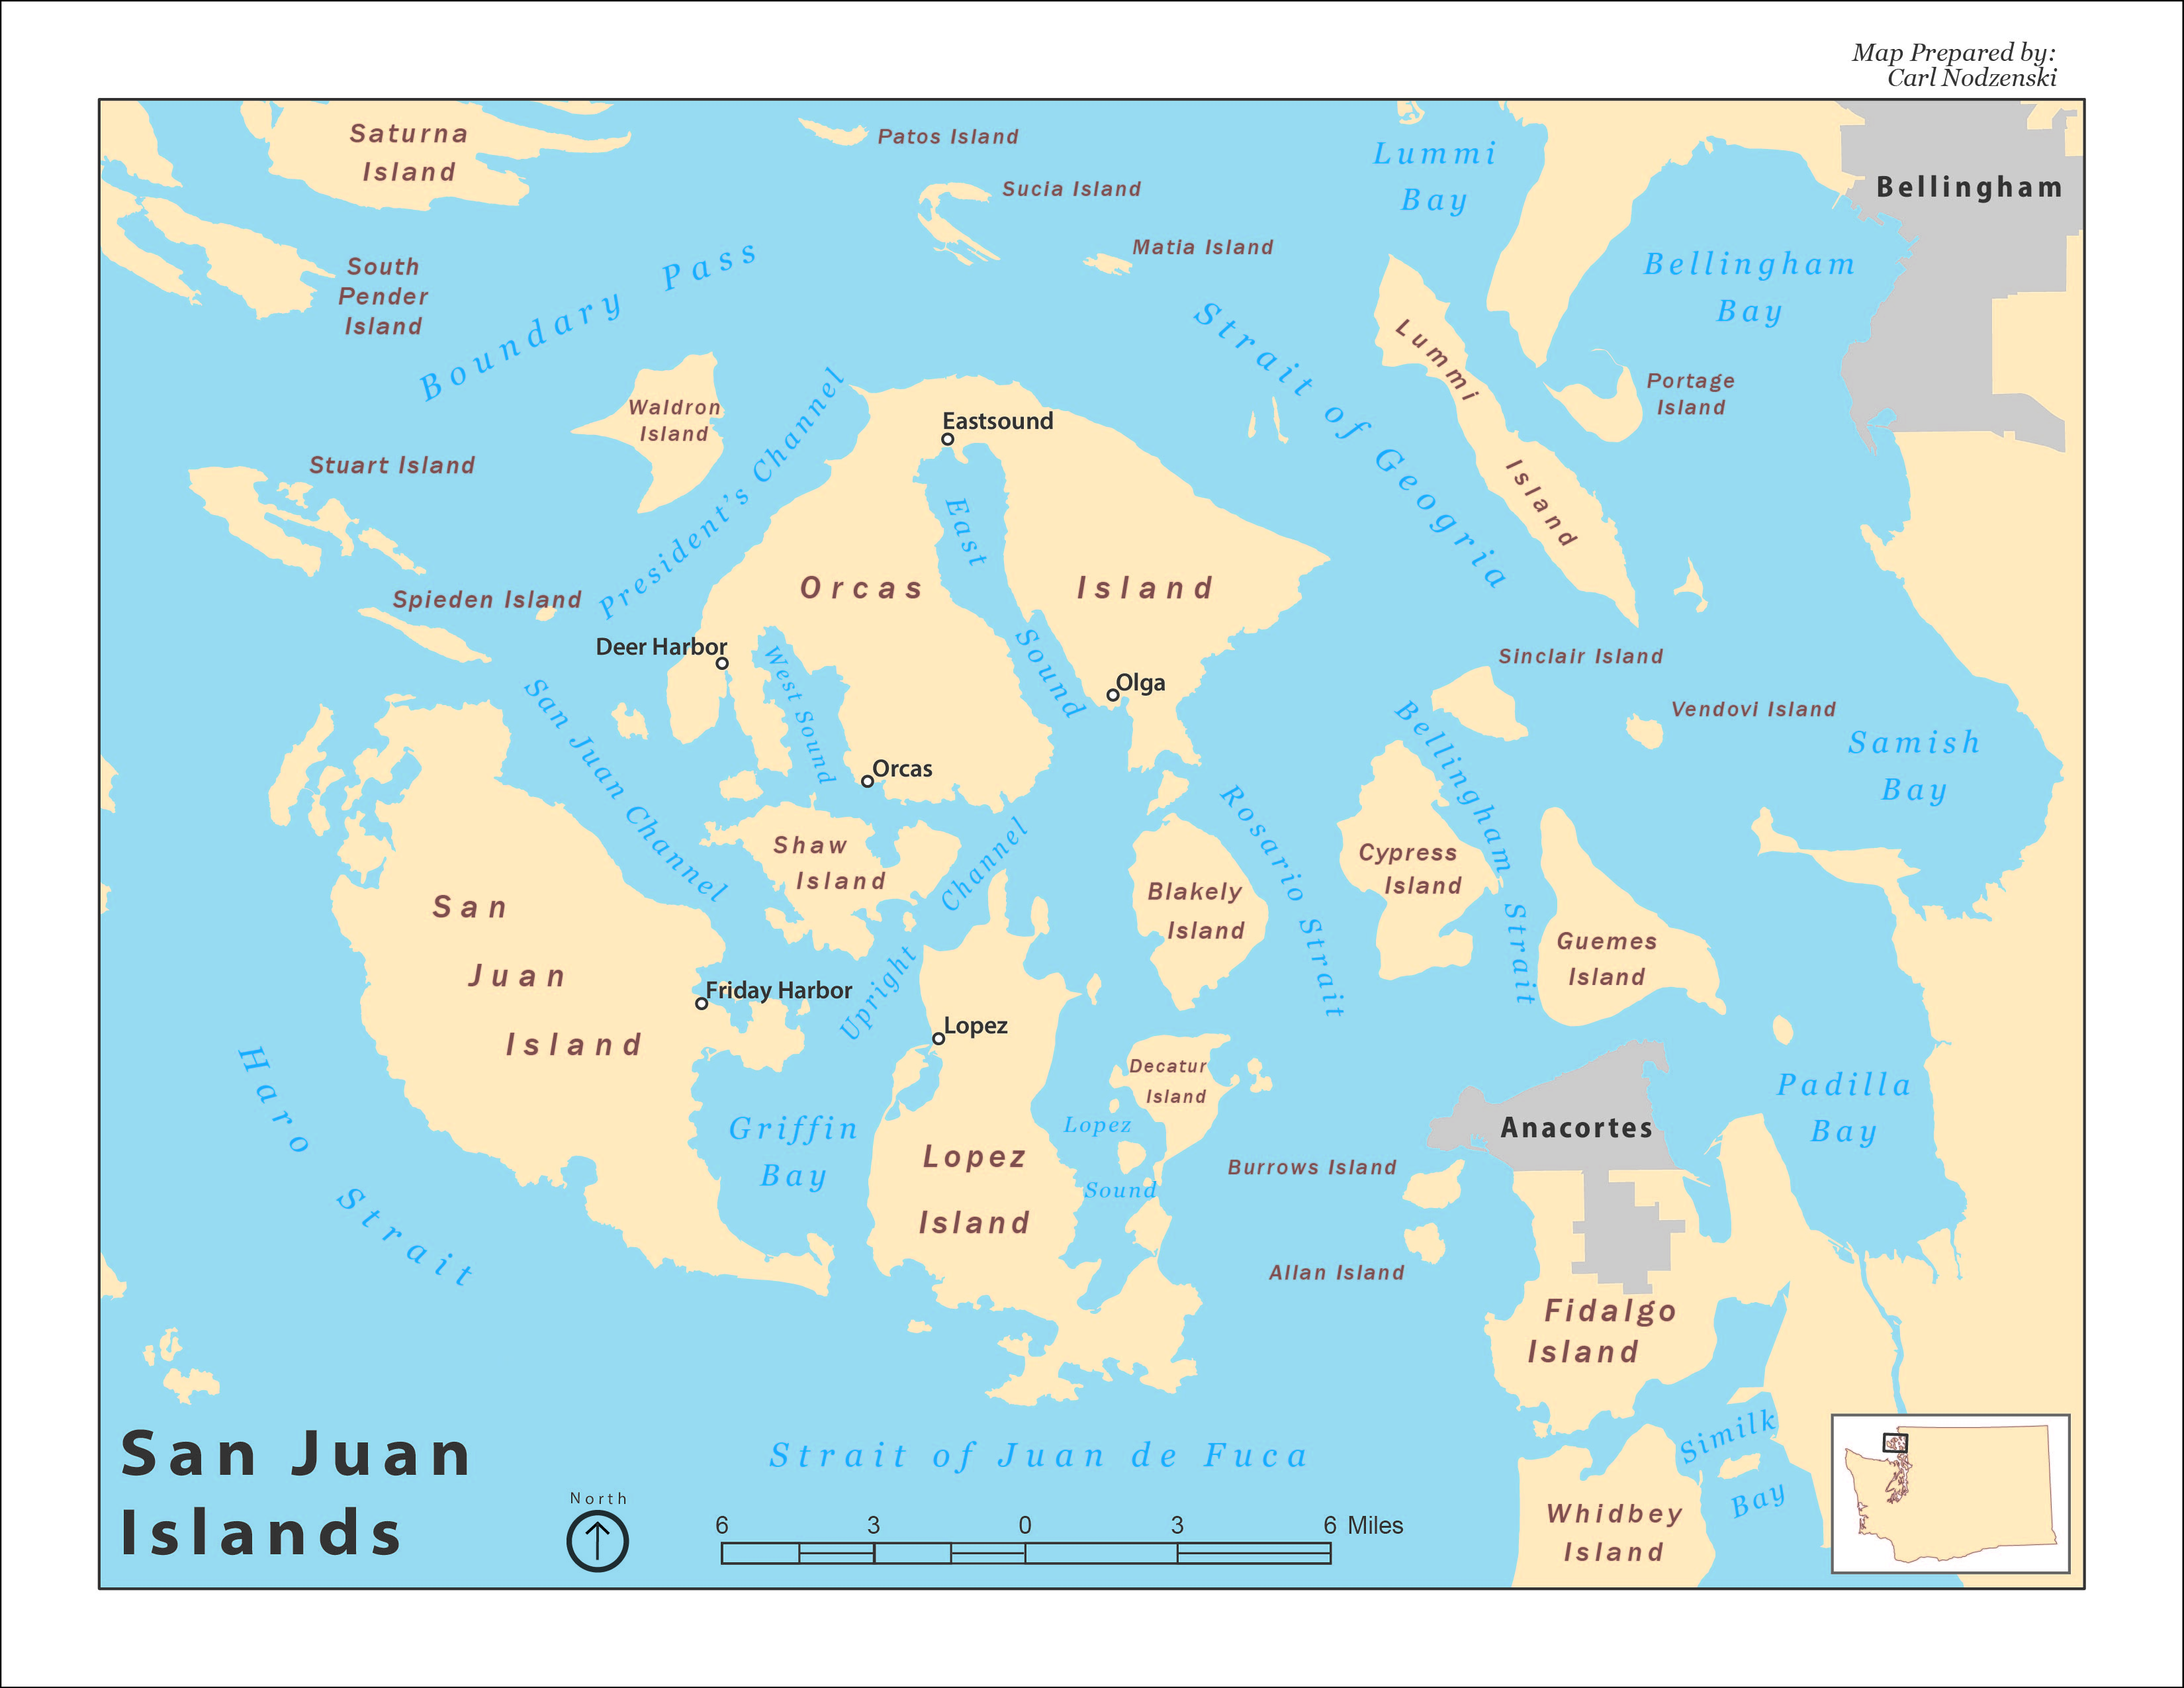 Map Prepared by:
Carl Nodzenski
Saturna
Island
Patos Island
Sucia Island
Matia Island
Lummi
Bay
Bellingham
Bellingham
Bay
South
Pender
Island
Boundary Pass
Strait of Geogria
Lummi Island
Portage
Island
Waldron
Island
President's Channel
Eastsound
Stuart Island
East Sound
Orcas Island
Spieden Island
Deer Harbor
West Sound
Olga
Sinclair Island
Vendovi Island
Samish
Bay
San Juan Channel
Orcas
Bellingham Strait
Rosario Strait
Shaw
Island
Upright Channel
Cypress
Island
Blakely
Island
San
Juan
Island
Guemes
Island
Friday Harbor
Lopez
Haro Strait
Decatur
Island
Padilla
Bay
Griffin
Bay
Lopez
Sound
Anacortes
Lopez
Island
Burrows Island
Allan Island
Fidalgo
Island
Similk
Bay
Strait of Juan de Fuca
Whidbey
Island
San Juan
Islands
North
6 3 0 3 6 Miles